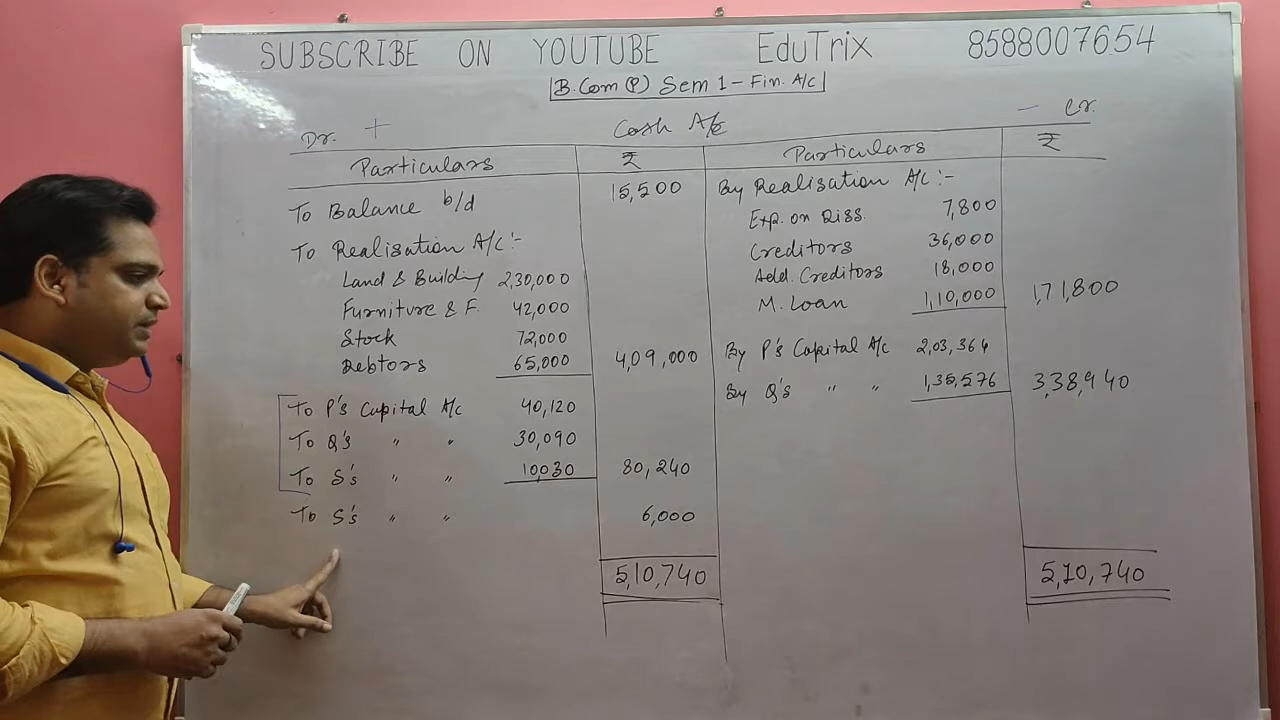 SUBSCRIBE ON YOUTUBE EduTrix 8588007654
B.Com (P) Sem 1 - Fin. A/c
Dr. + Cash A/c - Cr.
Particulars ₹ Particulars ₹
To Balance b/d 15,500
To Realisation A/c :-
Land & Building 2,30,000
Furniture & F. 42,000
Stock 72,000
Debtors 65,000 4,09,000
To P's Capital A/c 40,120
To Q's " " 30,090
To S's " " 10,030 80,240
To S's " " 6,000
5,10,740
By Realisation A/c :-
Exp. on Diss. 7,800
Creditors 36,000
Add. Creditors 18,000
M. Loan 1,10,000 1,71,800
By P's Capital A/c 2,03,364
By Q's " " 1,35,576 3,38,940
5,10,740